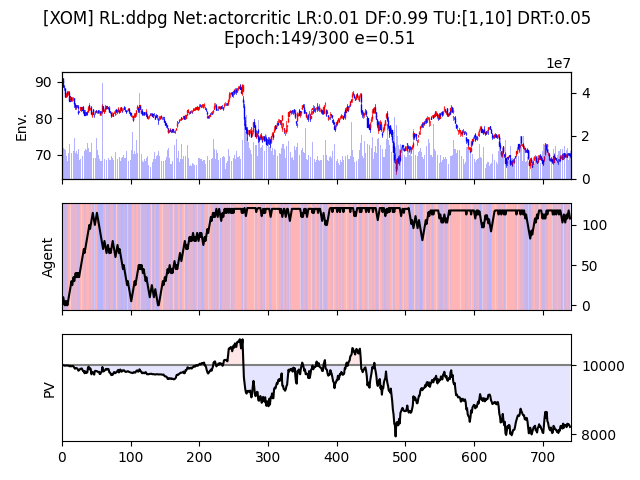 [XOM] RL:ddpg Net:actorcritic LR:0.01 DF:0.99 TU:[1,10] DRT:0.05
Epoch:149/300 e=0.51
1e7
90
80
70
Env.
4
2
0
Agent
100
50
0
PV
10000
8000
0 100 200 300 400 500 600 700